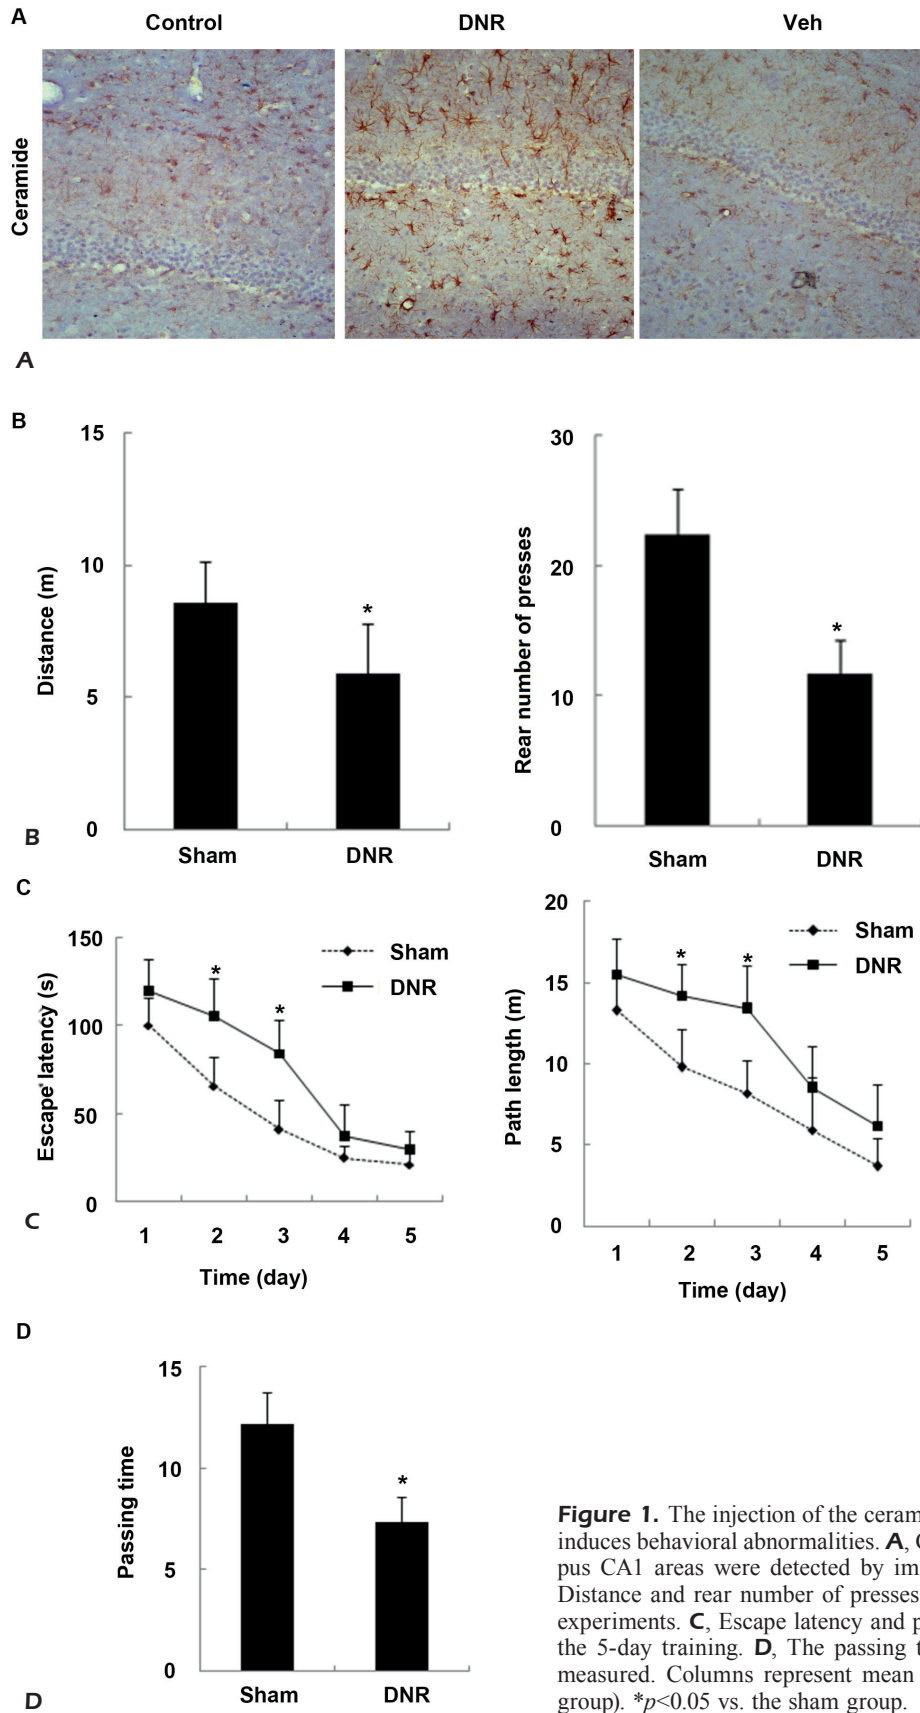 A
Control DNR Veh
Ceramide
A
B
15
10
5
0
Distance (m)
*
Sham DNR
30
20
10
0
Rear number of presses
*
Sham DNR
B
C
150
100
50
0
Escape latency (s)
Sham
DNR
* *
1 2 3 4 5
Time (day)
20
15
10
5
0
Path length (m)
Sham
DNR
* *
1 2 3 4 5
Time (day)
C
D
15
10
5
0
Passing time
*
Sham DNR
D
Figure 1. The injection of the ceram
induces behavioral abnormalities. A, C
pus CA1 areas were detected by im
Distance and rear number of presses
experiments. C, Escape latency and p
the 5-day training. D, The passing t
measured. Columns represent mean
group). *p<0.05 vs. the sham group.